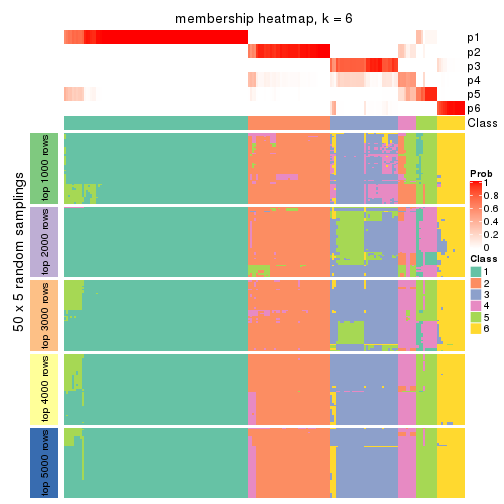 membership heatmap, k = 6
p1
p2
p3
p4
p5
p6
Class
50 x 5 random samplings
top 1000 rows
top 2000 rows
top 3000 rows
top 4000 rows
top 5000 rows
Prob
1
0.8
0.6
0.4
0.2
0
Class
1
2
3
4
5
6